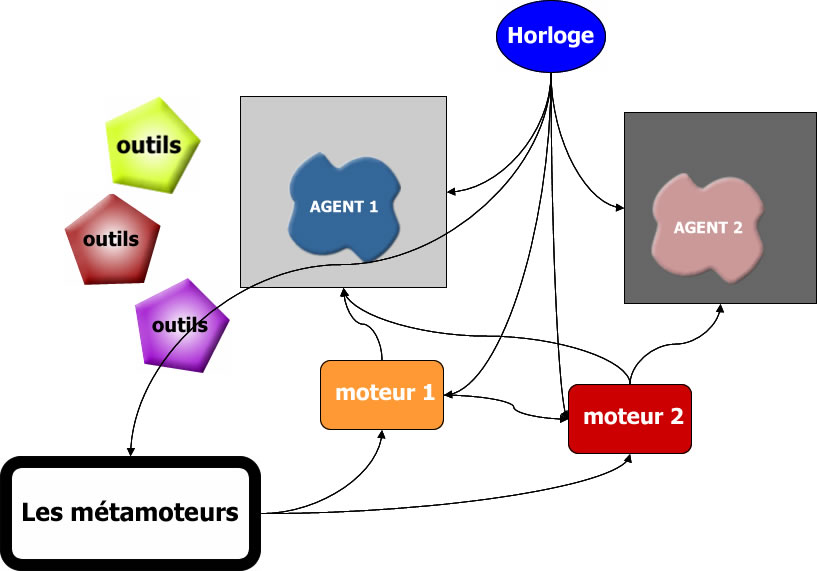 Horloge
outils
AGENT 1
AGENT 2
outils
outils
moteur 1
moteur 2
Les métamoteurs